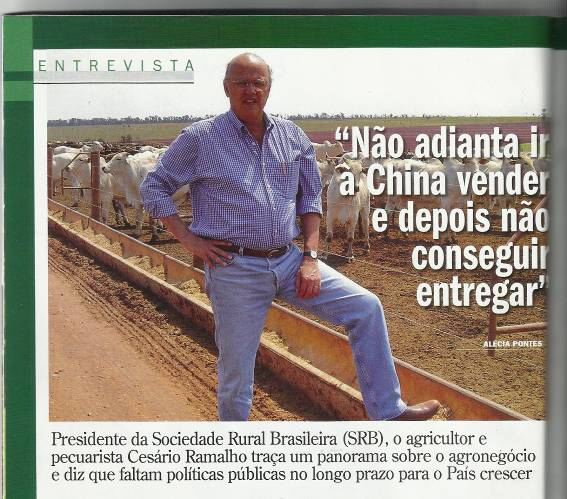 ENTREVISTA
“Não adianta ir
à China vender
e depois não
conseguir
entregar”
ALÉCIA PONTES
Presidente da Sociedade Rural Brasileira (SRB), o agricultor e
pecuarista Cesário Ramalho traça um panorama sobre o agronegócio
e diz que faltam políticas públicas no longo prazo para o País crescer